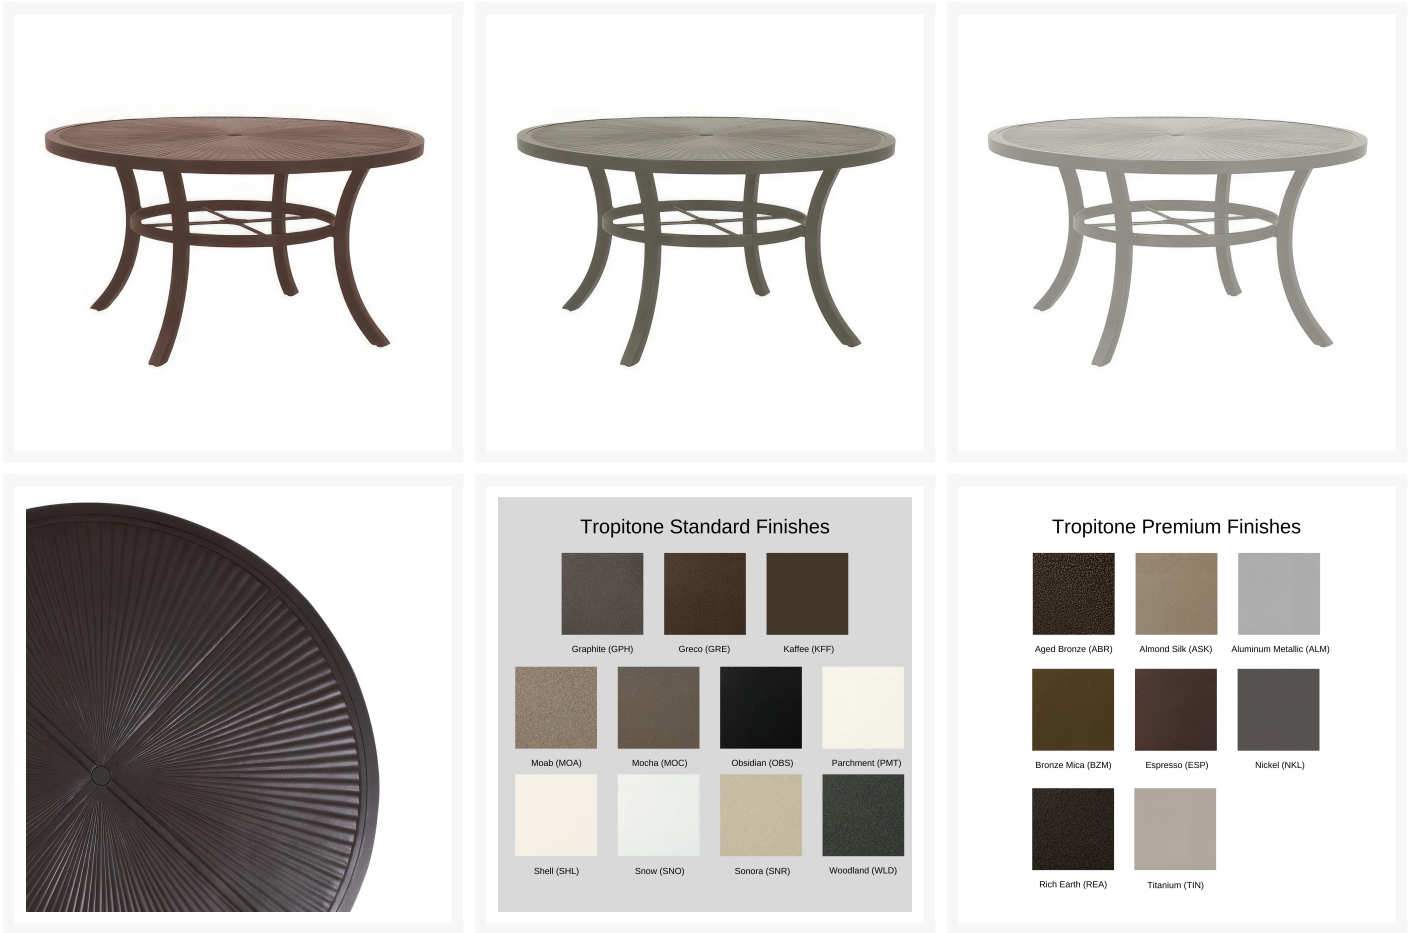 Tropitone Standard Finishes
Graphite (GPH)
Greco (GRE)
Kaffee (KFF)
Moab (MOA)
Mocha (MOC)
Obsidian (OBS)
Parchment (PMT)
Shell (SHL)
Snow (SNO)
Sonora (SNR)
Woodland (WLD)
Tropitone Premium Finishes
Aged Bronze (ABR)
Almond Silk (ASK)
Aluminum Metallic (ALM)
Bronze Mica (BZM)
Espresso (ESP)
Nickel (NKL)
Rich Earth (REA)
Titanium (TIN)